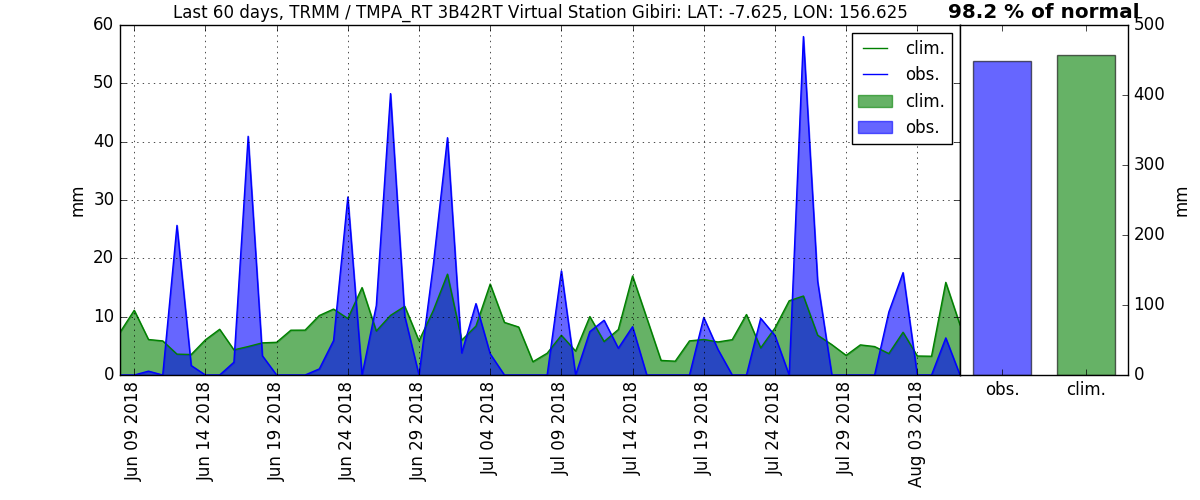 Last 60 days, TRMM / TMPA_RT 3B42RT Virtual Station Gibiri: LAT: -7.625, LON: 156.625
98.2 % of normal
60
50
40
30
20
10
0
mm
clim.
obs.
clim.
obs.
500
400
300
200
100
0
mm
obs.
clim.
Jun 09 2018
Jun 14 2018
Jun 19 2018
Jun 24 2018
Jun 29 2018
Jul 04 2018
Jul 09 2018
Jul 14 2018
Jul 19 2018
Jul 24 2018
Jul 29 2018
Aug 03 2018